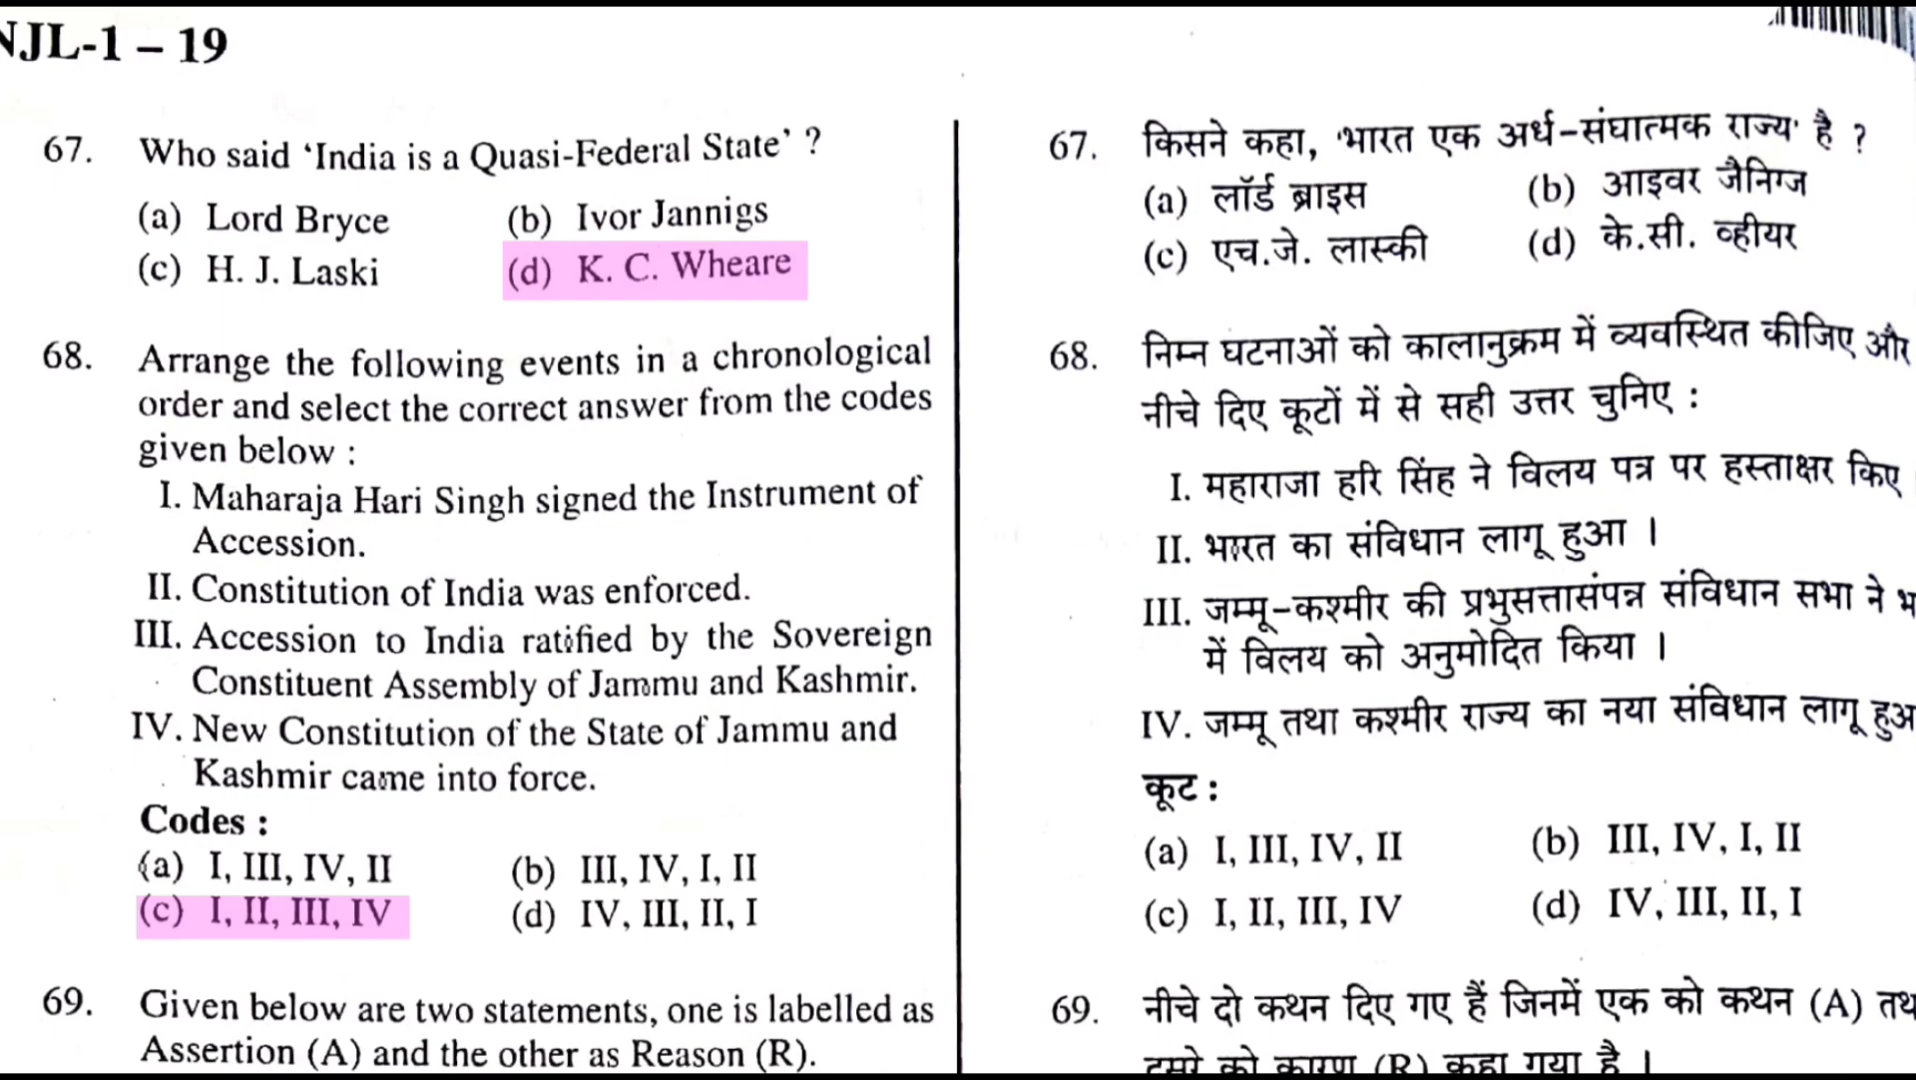 NJL-1 – 19
67. Who said ‘India is a Quasi-Federal State’ ?
(a) Lord Bryce (b) Ivor Jannigs
(c) H. J. Laski (d) K. C. Wheare
68. Arrange the following events in a chronological
order and select the correct answer from the codes
given below :
I. Maharaja Hari Singh signed the Instrument of
Accession.
II. Constitution of India was enforced.
III. Accession to India ratified by the Sovereign
Constituent Assembly of Jammu and Kashmir.
IV. New Constitution of the State of Jammu and
Kashmir came into force.
Codes :
(a) I, III, IV, II (b) III, IV, I, II
(c) I, II, III, IV (d) IV, III, II, I
69. Given below are two statements, one is labelled as
Assertion (A) and the other as Reason (R).
67. किसने कहा, ‘भारत एक अर्ध-संघात्मक राज्य’ है ?
(a) लॉर्ड ब्राइस (b) आइवर जैनिग्ज
(c) एच.जे. लास्की (d) के.सी. व्हीयर
68. निम्न घटनाओं को कालानुक्रम में व्यवस्थित कीजिए और
नीचे दिए कूटों में से सही उत्तर चुनिए :
I. महाराजा हरि सिंह ने विलय पत्र पर हस्ताक्षर किए
II. भारत का संविधान लागू हुआ ।
III. जम्मू-कश्मीर की प्रभुसत्तासंपन्न संविधान सभा ने भ
में विलय को अनुमोदित किया ।
IV. जम्मू तथा कश्मीर राज्य का नया संविधान लागू हुअ
कूट :
(a) I, III, IV, II (b) III, IV, I, II
(c) I, II, III, IV (d) IV, III, II, I
69. नीचे दो कथन दिए गए हैं जिनमें एक को कथन (A) तथ
दूसरे को कारण (R) कहा गया है ।